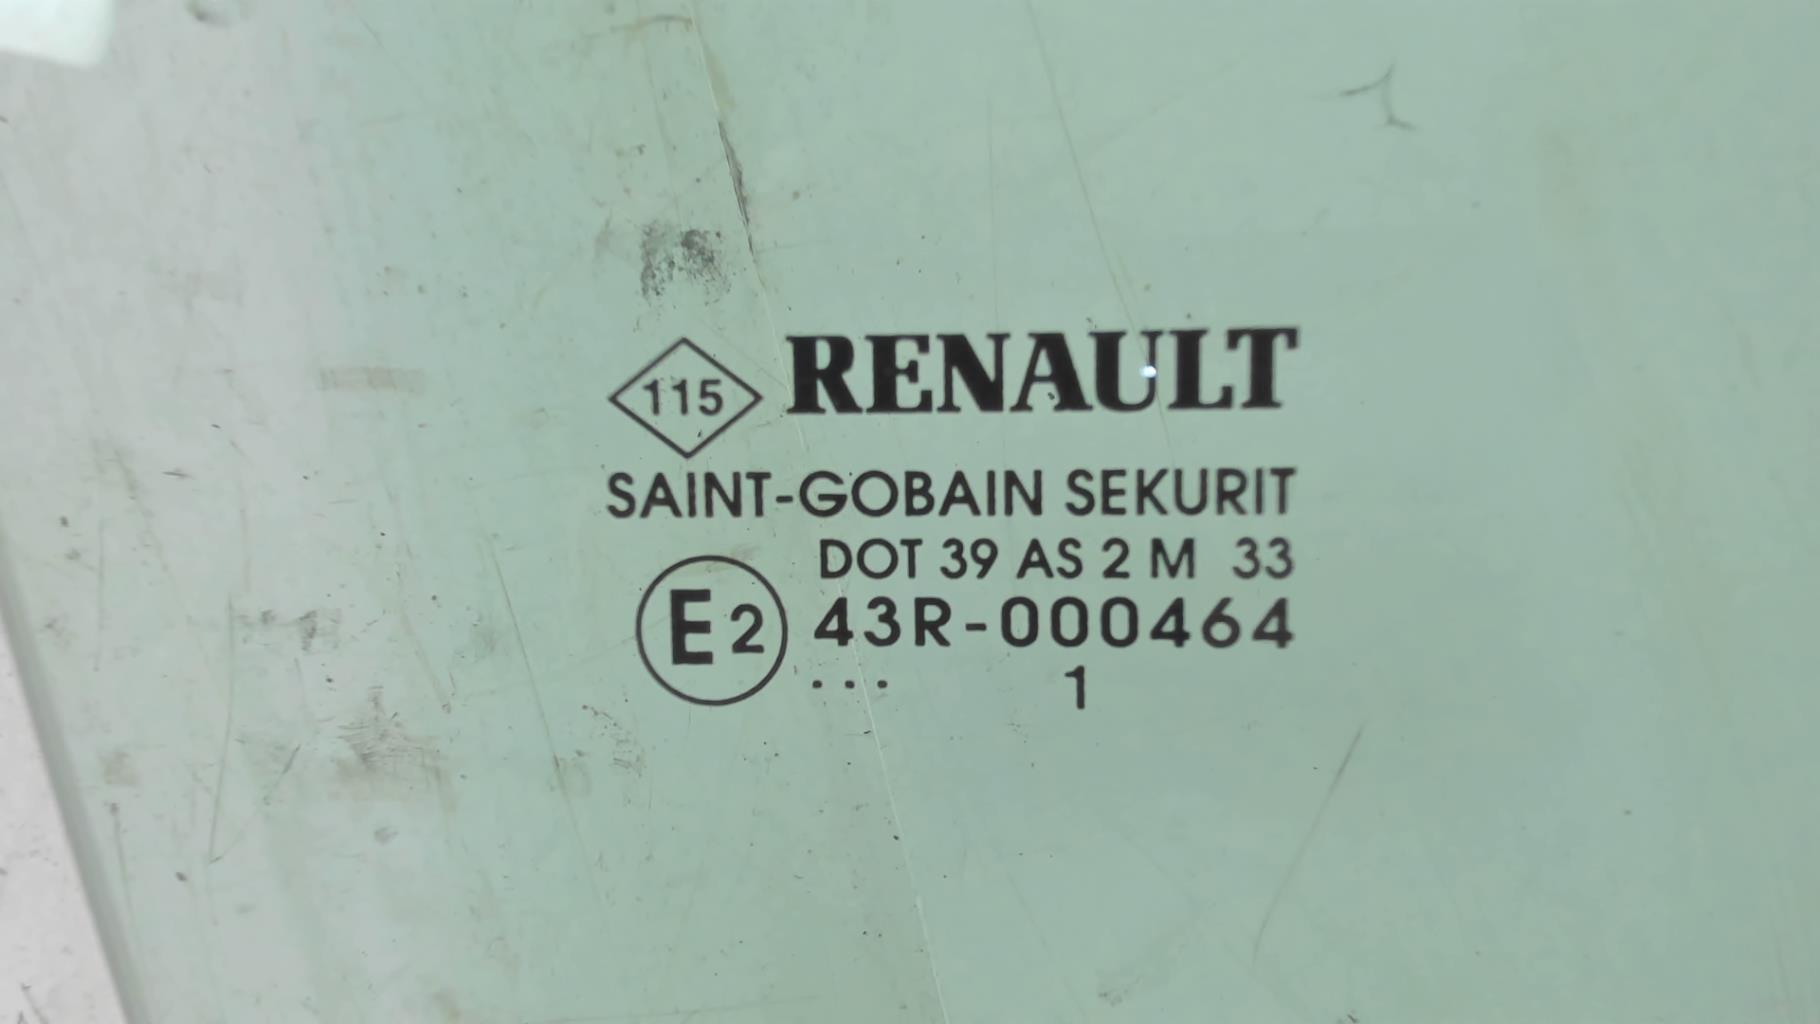 115 RENAULT
SAINT-GOBAIN SEKURIT
DOT 39 AS 2 M 33
E2 43R-000464
... 1